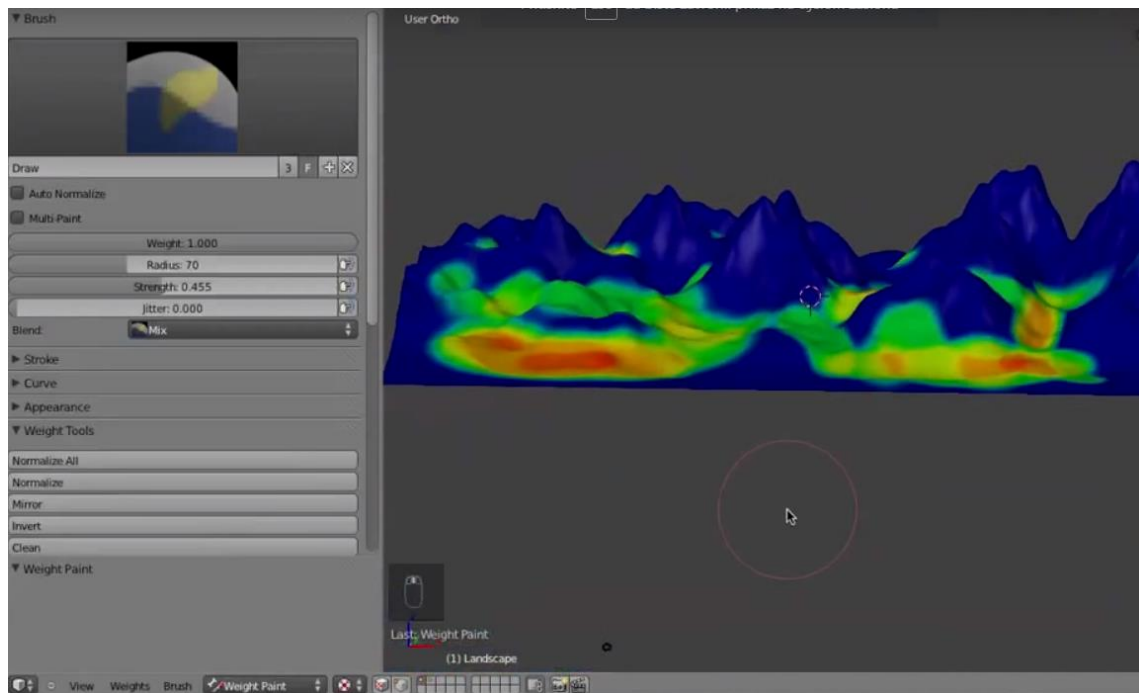 Brush
User Ortho
Draw
3
F
Auto Normalize
Multi-Paint
Weight: 1.000
Radius: 70
Strength: 0.455
Jitter: 0.000
Blend:
Mix
Stroke
Curve
Appearance
Weight Tools
Normalize All
Normalize
Mirror
Invert
Clean
Weight Paint
Last: Weight Paint
(1) Landscape
View Weights Brush Weight Paint